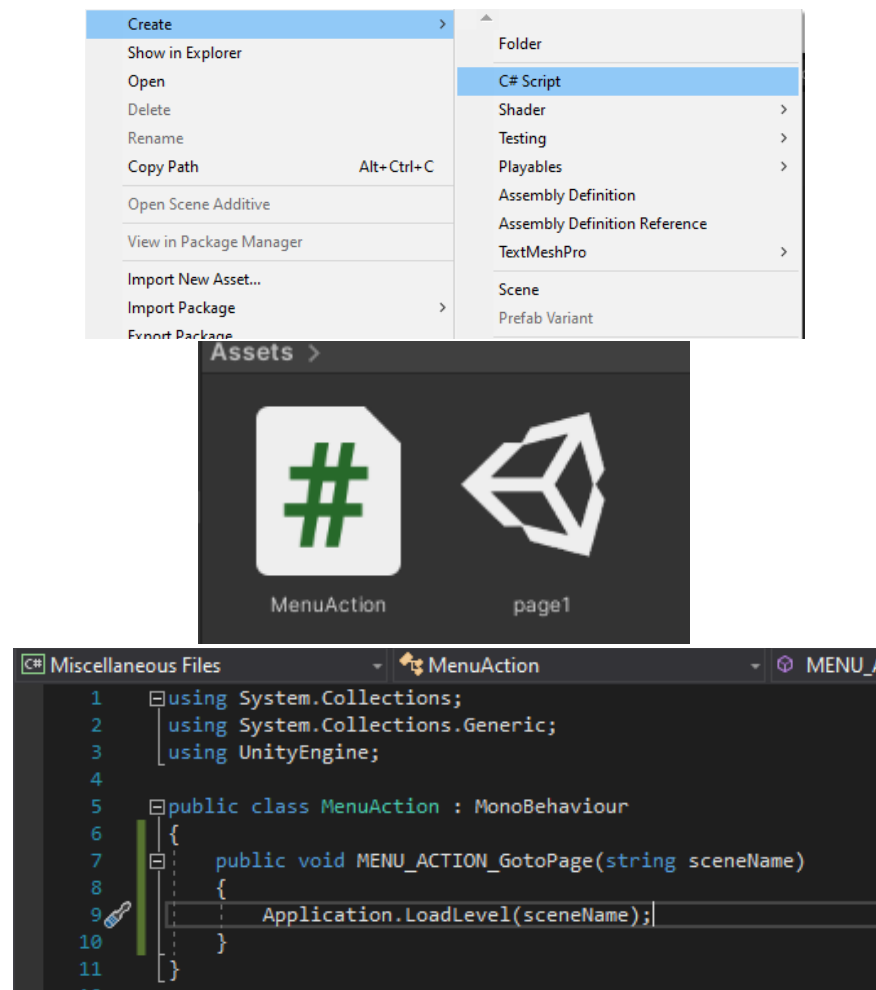 Create
Show in Explorer
Open
Delete
Rename
Copy Path Alt+Ctrl+C
Open Scene Additive
View in Package Manager
Import New Asset...
Import Package
Export Package
Folder
C# Script
Shader
Testing
Playables
Assembly Definition
Assembly Definition Reference
TextMeshPro
Scene
Prefab Variant
Assets >
#
MenuAction
page1
C# Miscellaneous Files MenuAction MENU_
1 using System.Collections;
2 using System.Collections.Generic;
3 using UnityEngine;
4
5 public class MenuAction : MonoBehaviour
6 {
7 public void MENU_ACTION_GotoPage(string sceneName)
8 {
9 Application.LoadLevel(sceneName);
10 }
11 }